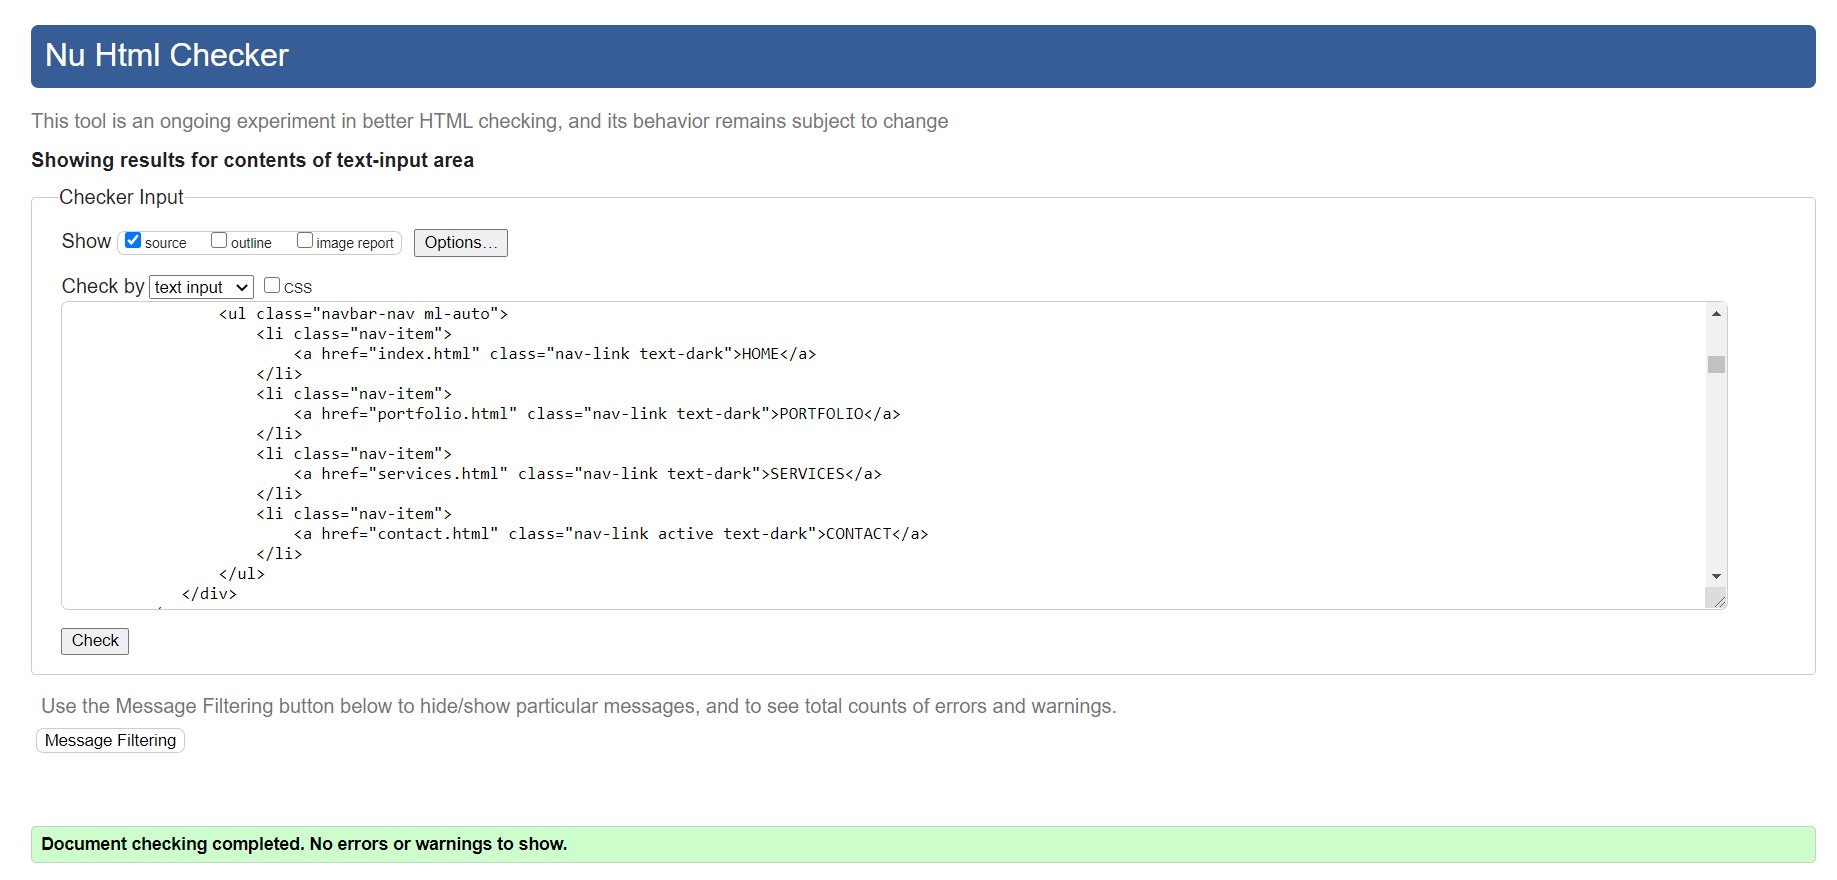 Nu Html Checker
This tool is an ongoing experiment in better HTML checking, and its behavior remains subject to change
Showing results for contents of text-input area
Checker Input
Show source outline image report Options...
Check by text input CSS
<ul class="navbar-nav ml-auto">
<li class="nav-item">
<a href="index.html" class="nav-link text-dark">HOME</a>
</li>
<li class="nav-item">
<a href="portfolio.html" class="nav-link text-dark">PORTFOLIO</a>
</li>
<li class="nav-item">
<a href="services.html" class="nav-link text-dark">SERVICES</a>
</li>
<li class="nav-item">
<a href="contact.html" class="nav-link active text-dark">CONTACT</a>
</li>
</ul>
</div>
Check
Use the Message Filtering button below to hide/show particular messages, and to see total counts of errors and warnings.
Message Filtering
Document checking completed. No errors or warnings to show.